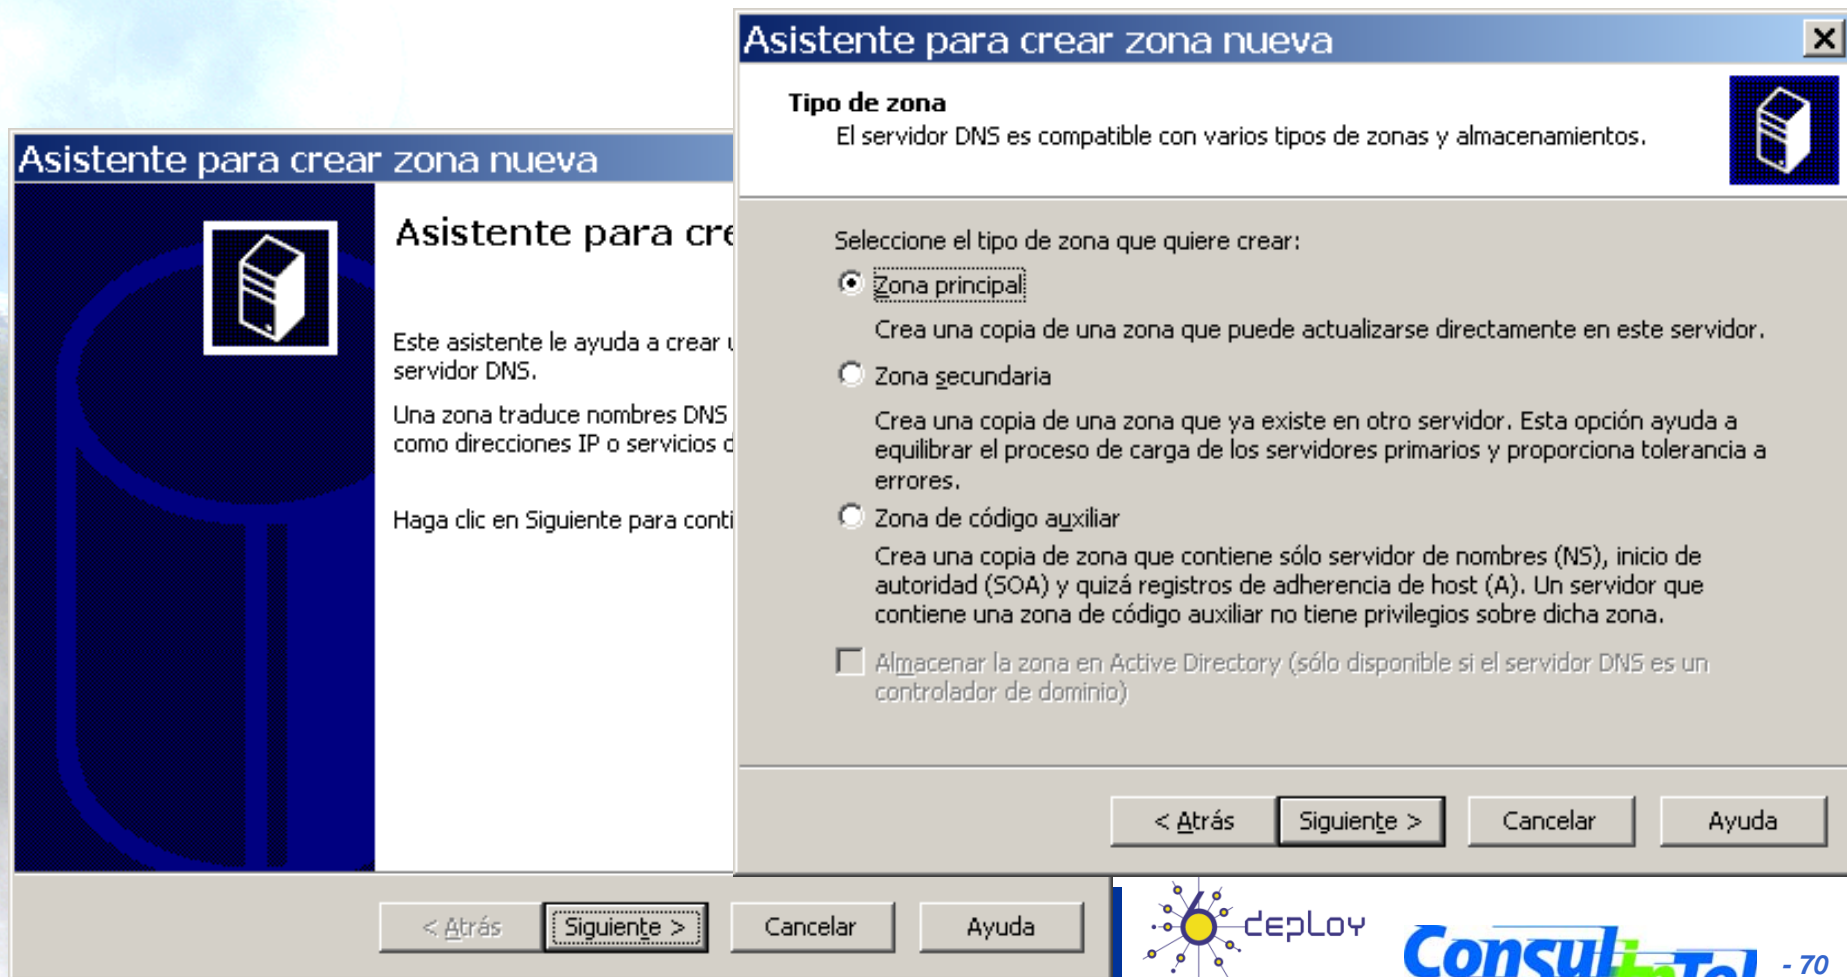 Asistente para crear zona nueva
Asistente para cre
Este asistente le ayuda a crear
servidor DNS.
Una zona traduce nombres DNS
como direcciones IP o servicios
Haga clic en Siguiente para conti
< Atrás
Siguiente >
Cancelar
Ayuda
Asistente para crear zona nueva
Tipo de zona
El servidor DNS es compatible con varios tipos de zonas y almacenamientos.
Seleccione el tipo de zona que quiere crear:
Zona principal
Crea una copia de una zona que puede actualizarse directamente en este servidor.
Zona secundaria
Crea una copia de una zona que ya existe en otro servidor. Esta opción ayuda a
equilibrar el proceso de carga de los servidores primarios y proporciona tolerancia a
errores.
Zona de código auxiliar
Crea una copia de zona que contiene sólo servidor de nombres (NS), inicio de
autoridad (SOA) y quizá registros de adherencia de host (A). Un servidor que
contiene una zona de código auxiliar no tiene privilegios sobre dicha zona.
Almacenar la zona en Active Directory (sólo disponible si el servidor DNS es un
controlador de dominio)
< Atrás
Siguiente >
Cancelar
Ayuda
6deploy
ConsulinTel
- 70